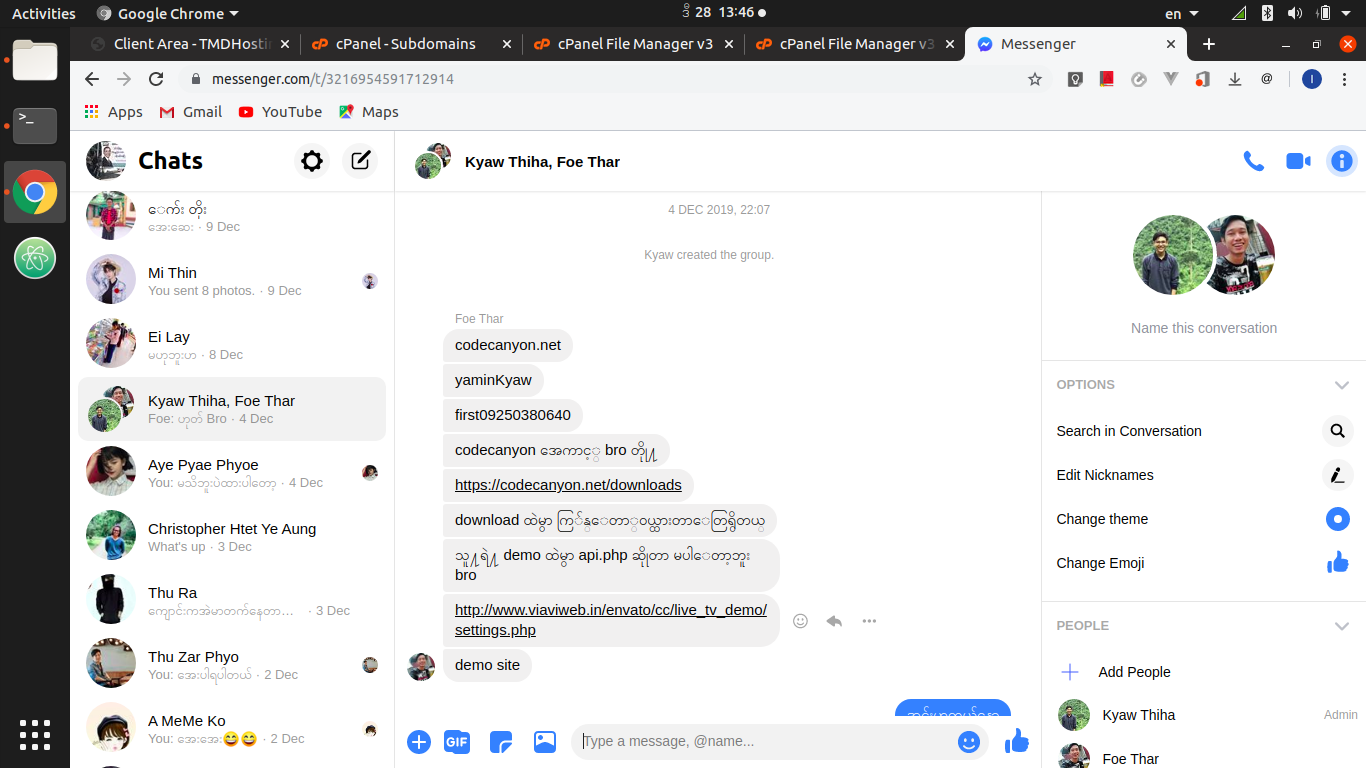 Activities
Google Chrome
ဒီ 28 13:46
en
Client Area - TMDHostin
cPanel - Subdomains
cPanel File Manager v3
cPanel File Manager v3
Messenger
messenger.com/t/3216954591712914
Apps
Gmail
YouTube
Maps
Chats
ေက်း တိုး
အေးဆေး · 9 Dec
Mi Thin
You sent 8 photos. · 9 Dec
Ei Lay
မဟုဘူးဟ · 8 Dec
Kyaw Thiha, Foe Thar
Foe: ဟုတ် Bro · 4 Dec
Aye Pyae Phyoe
You: မသိဘူးပဲထားပါတော့ · 4 Dec
Christopher Htet Ye Aung
What's up · 3 Dec
Thu Ra
ကျောင်းကအဲမာတက်နေတာ… · 3 Dec
Thu Zar Phyo
You: အေးပါရပါတယ် · 2 Dec
A MeMe Ko
You: အေးအေး😄😄 · 2 Dec
Kyaw Thiha, Foe Thar
4 DEC 2019, 22:07
Kyaw created the group.
Foe Thar
codecanyon.net
yaminKyaw
first09250380640
codecanyon အေကာင့္ bro တို႔
https://codecanyon.net/downloads
download ထဲမွာ ကြ်န္ေတာ္ဝယ္ထားတာေတြရွိတယ္
သူ႔ရဲ႔ demo ထဲမွာ api.php ဆိုတာ မပါေတာ့ဘူး
bro
http://www.viaviweb.in/envato/cc/live_tv_demo/
settings.php
demo site
GIF
Type a message, @name...
Name this conversation
OPTIONS
Search in Conversation
Edit Nicknames
Change theme
Change Emoji
PEOPLE
Add People
Kyaw Thiha
Admin
Foe Thar